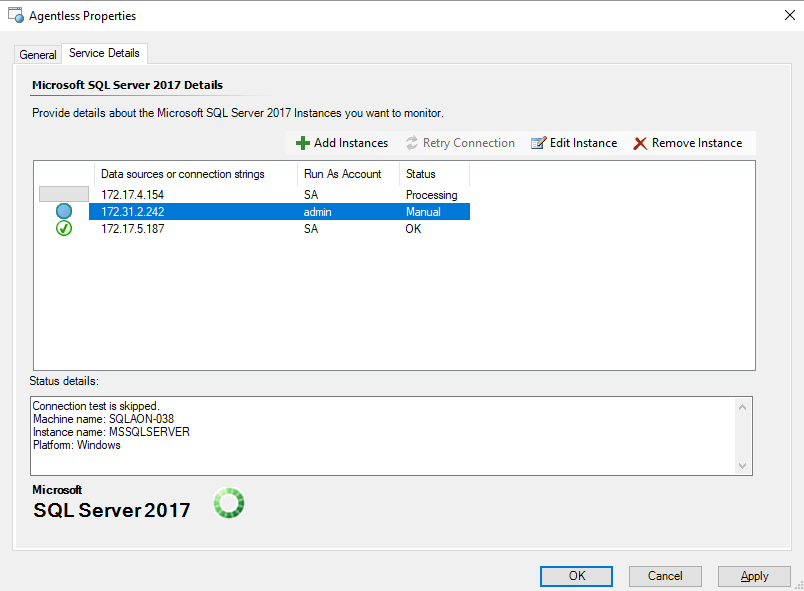 Agentless Properties
General Service Details
Microsoft SQL Server 2017 Details
Provide details about the Microsoft SQL Server 2017 Instances you want to monitor.
Add Instances Retry Connection Edit Instance Remove Instance
Data sources or connection strings Run As Account Status
172.17.4.154 SA Processing
172.31.2.242 admin Manual
172.17.5.187 SA OK
Status details:
Connection test is skipped.
Machine name: SQLAON-038
Instance name: MSSQLSERVER
Platform: Windows
Microsoft
SQL Server 2017
OK Cancel Apply